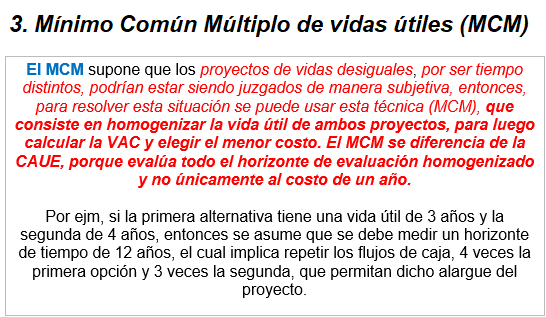 3. Mínimo Común Múltiplo de vidas útiles (MCM)
El MCM supone que los proyectos de vidas desiguales, por ser tiempo
distintos, podrían estar siendo juzgados de manera subjetiva, entonces,
para resolver esta situación se puede usar esta técnica (MCM), que
consiste en homogenizar la vida útil de ambos proyectos, para luego
calcular la VAC y elegir el menor costo. El MCM se diferencia de la
CAUE, porque evalúa todo el horizonte de evaluación homogenizado
y no únicamente al costo de un año.
Por ejm, si la primera alternativa tiene una vida útil de 3 años y la
segunda de 4 años, entonces se asume que se debe medir un horizonte
de tiempo de 12 años, el cual implica repetir los flujos de caja, 4 veces la
primera opción y 3 veces la segunda, que permitan dicho alargue del
proyecto.